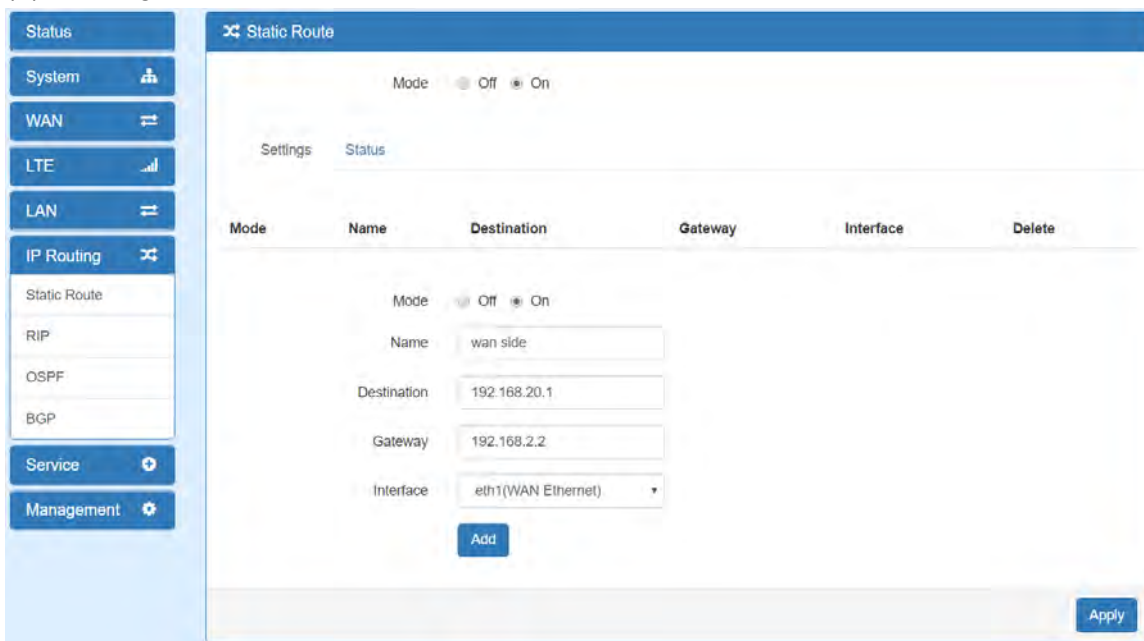 Status
System
WAN
LTE
LAN
IP Routing
Static Route
RIP
OSPF
BGP
Service
Management
Static Route
Mode Off On
Settings Status
Mode Name Destination Gateway Interface Delete
Mode Off On
Name wan side
Destination 192.168.20.1
Gateway 192.168.2.2
Interface eth1(WAN Ethernet)
Add
Apply